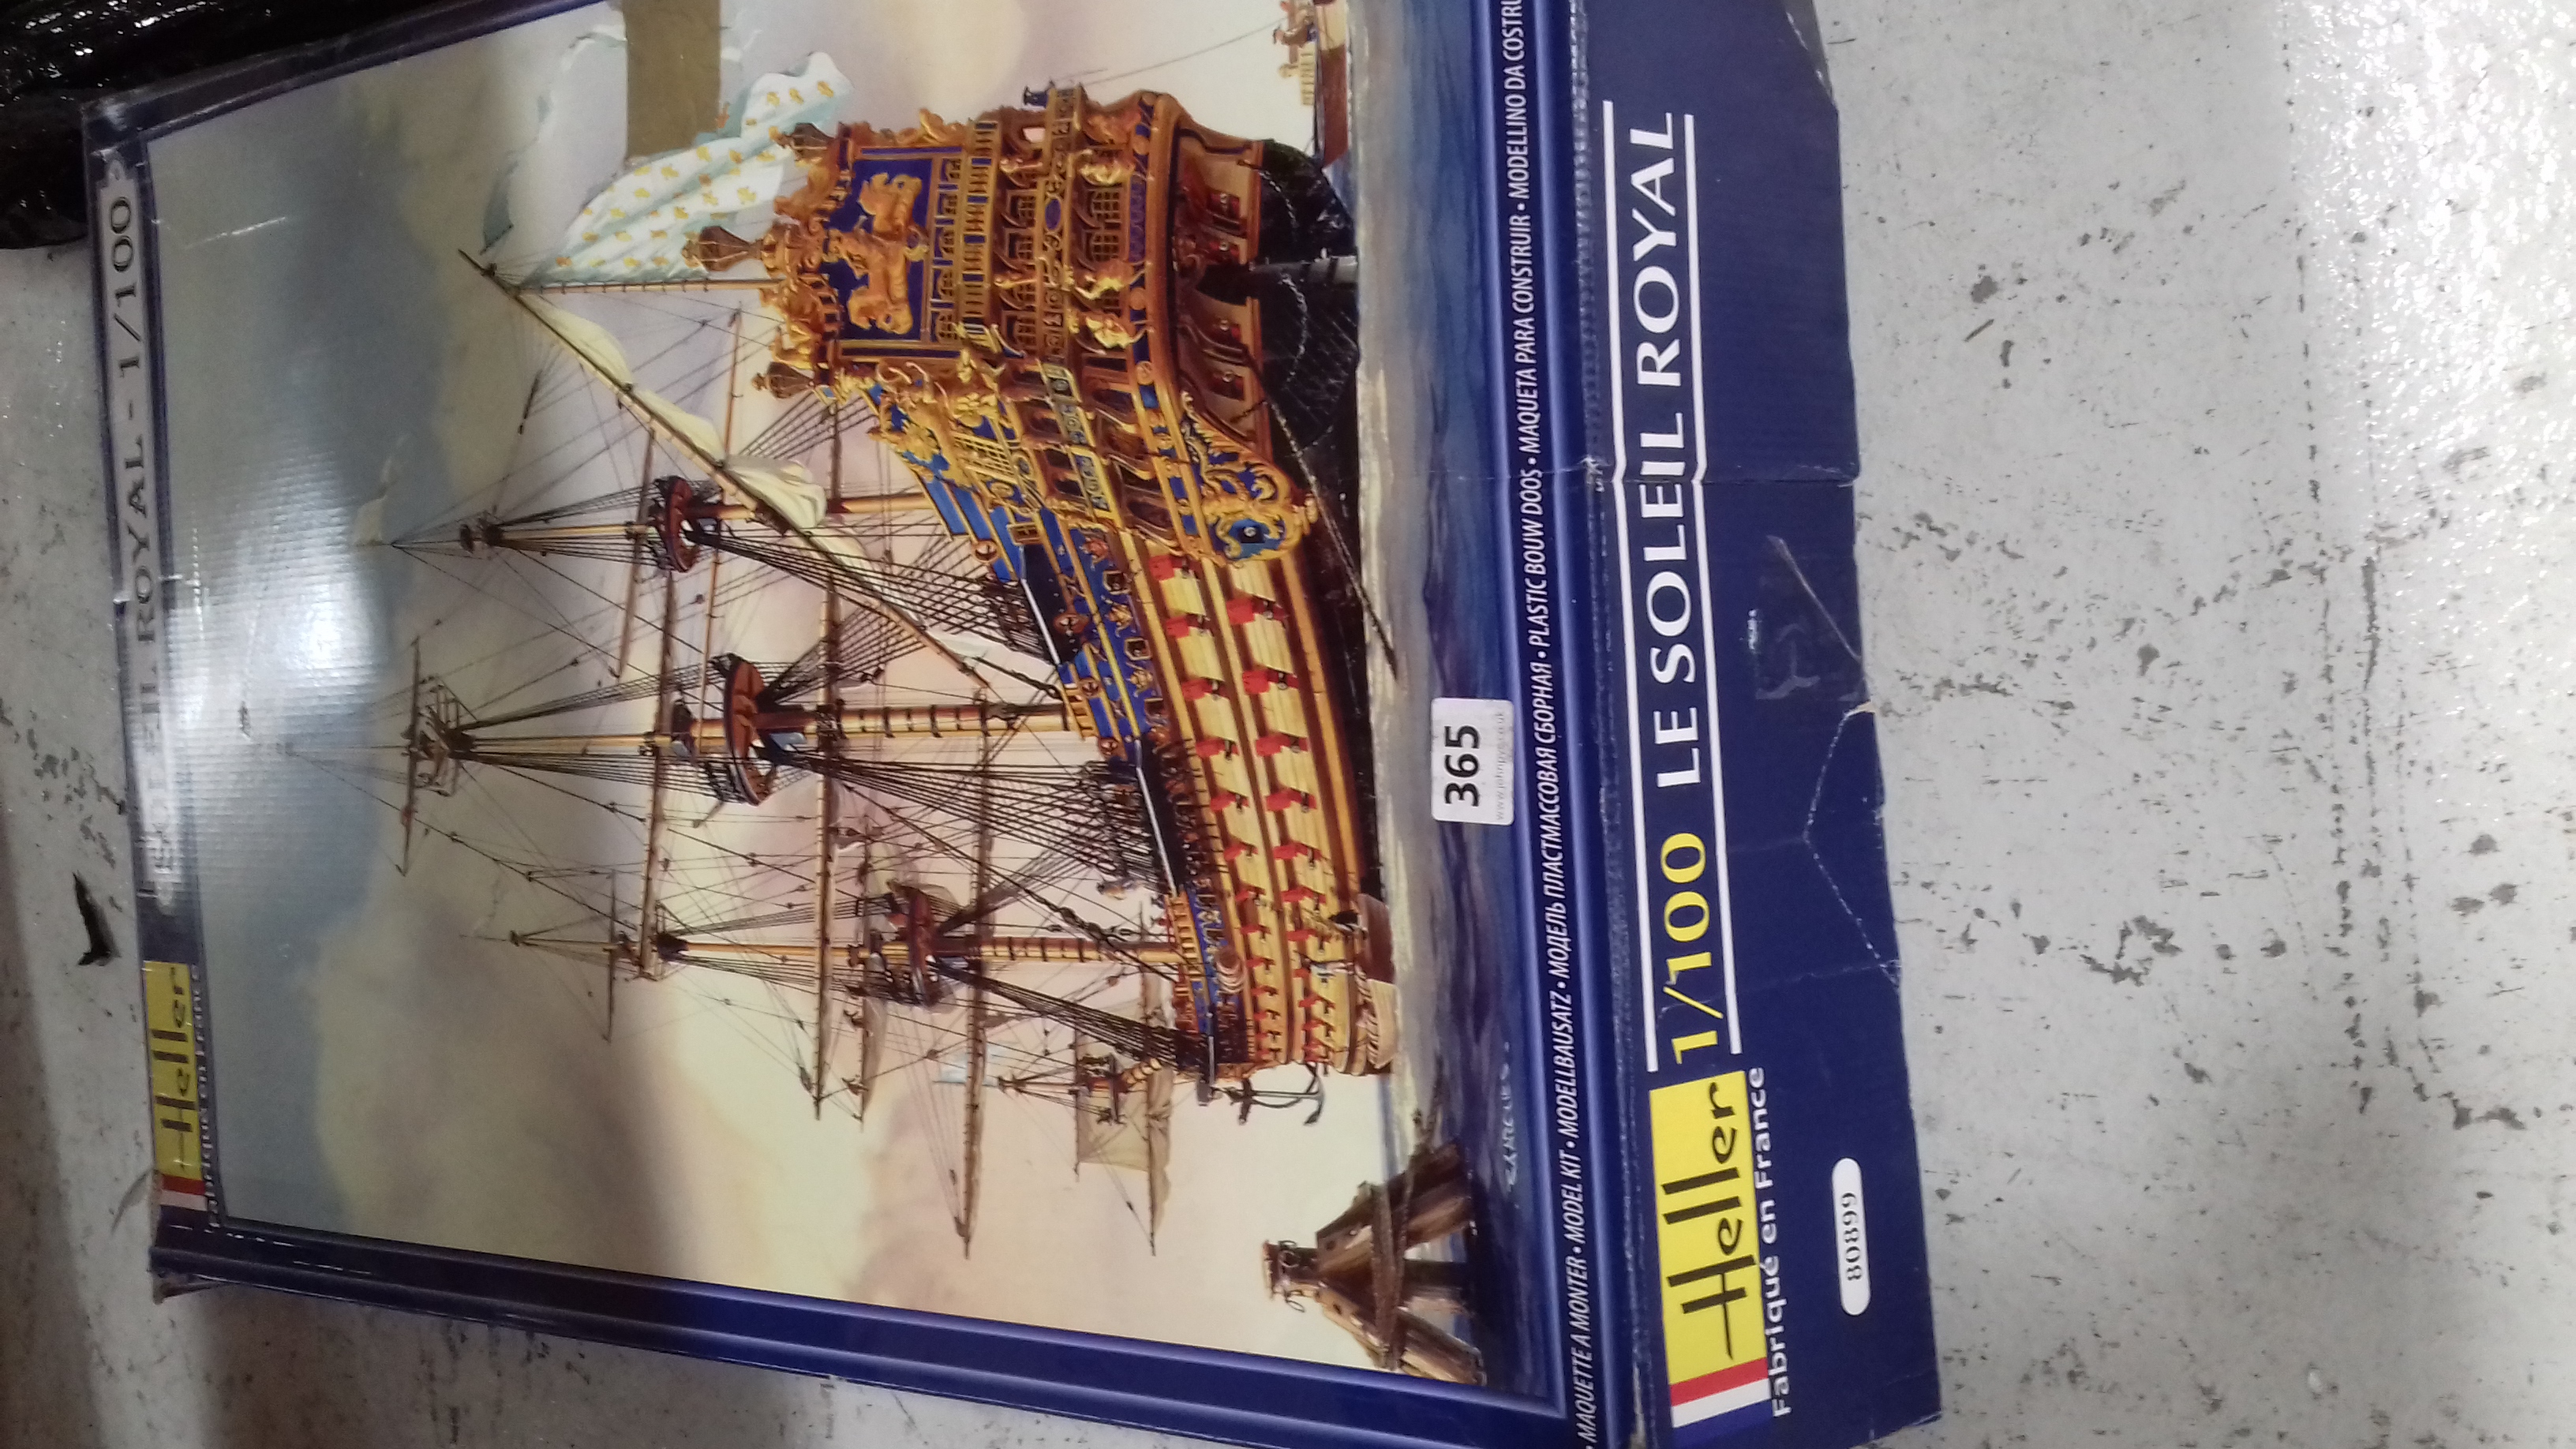 Heller
Fabriqué en France
SOLEIL ROYAL - 1/100
365
• MAQUETTE A MONTER • MODEL KIT • MODELLBAUSATZ • МОДЕЛЬ ПЛАСТМАССОВАЯ СБОРНАЯ • PLASTIC BOUW DOOS • MAQUETA PARA CONSTRUIR • MODELLINO DA
Heller
Fabriqué en France
1/100 LE SOLEIL ROYAL
80899